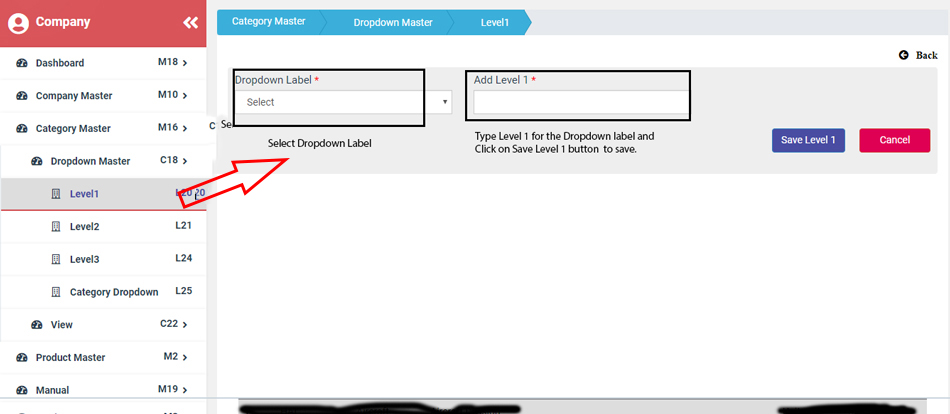 Company
Category Master
Dropdown Master
Level1
Back
Dashboard M18
Company Master M10
Category Master M16
Dropdown Master C18
Level1 L20
Level2 L21
Level3 L24
Category Dropdown L25
View C22
Product Master M2
Manual M19
Dropdown Label *
Select
Select Dropdown Label
Add Level 1 *
Type Level 1 for the Dropdown label and
Click on Save Level 1 button to save.
Save Level 1
Cancel